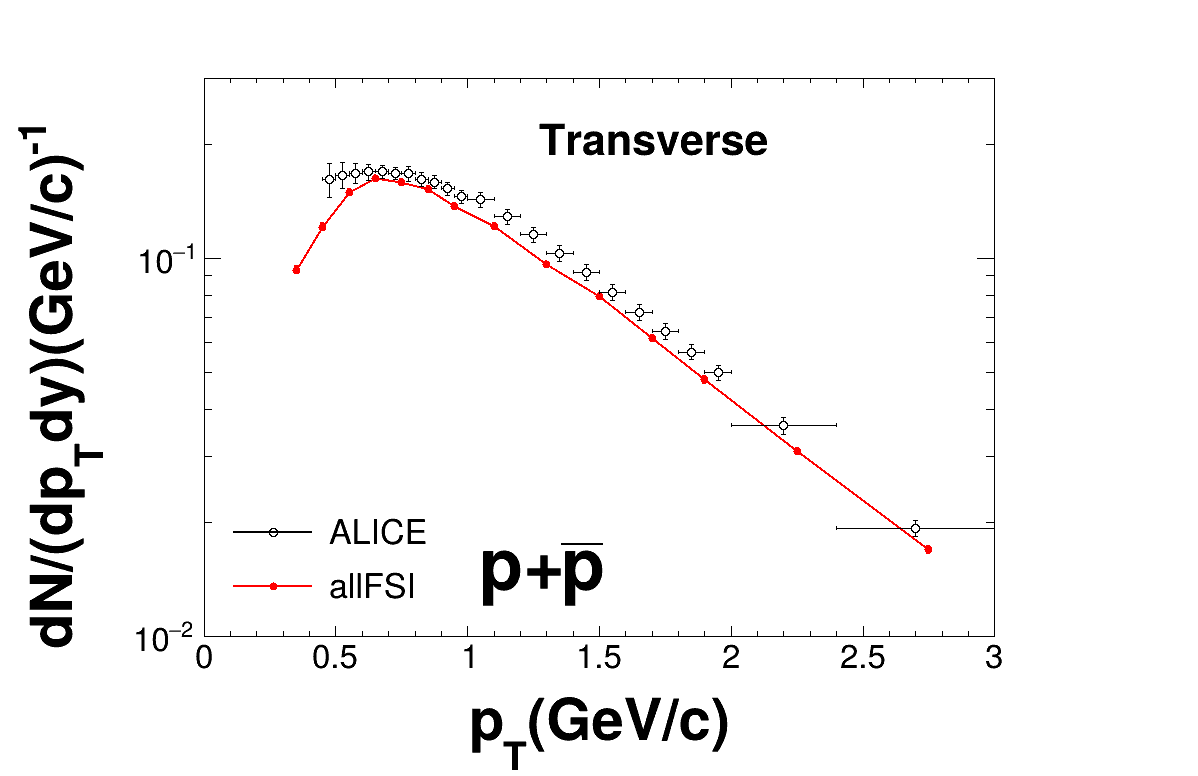 Transverse
dN/(dp_T dy)(GeV/c)^-1
10^−1
10^−2
ALICE
allFSI
p+p̅
0 0.5 1 1.5 2 2.5 3
p_T(GeV/c)